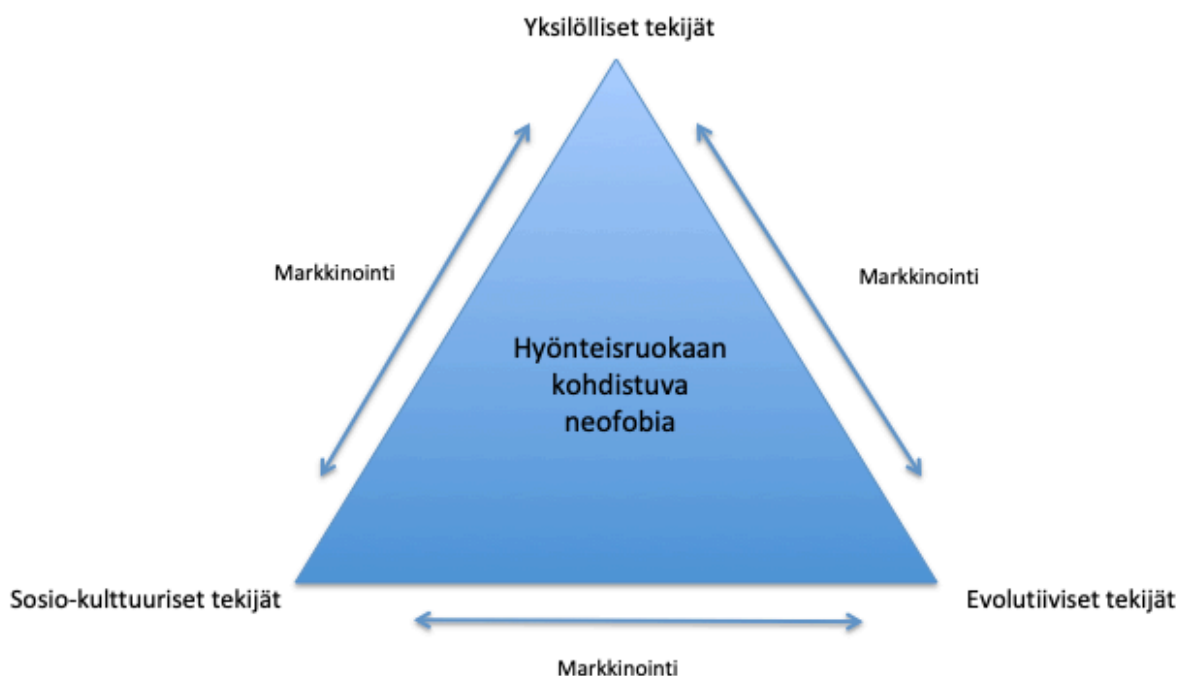 Yksilölliset tekijät
Markkinointi
Markkinointi
Hyönteisruokaan
kohdistuva
neofobia
Sosio-kulttuuriset tekijät
Evolutiiviset tekijät
Markkinointi